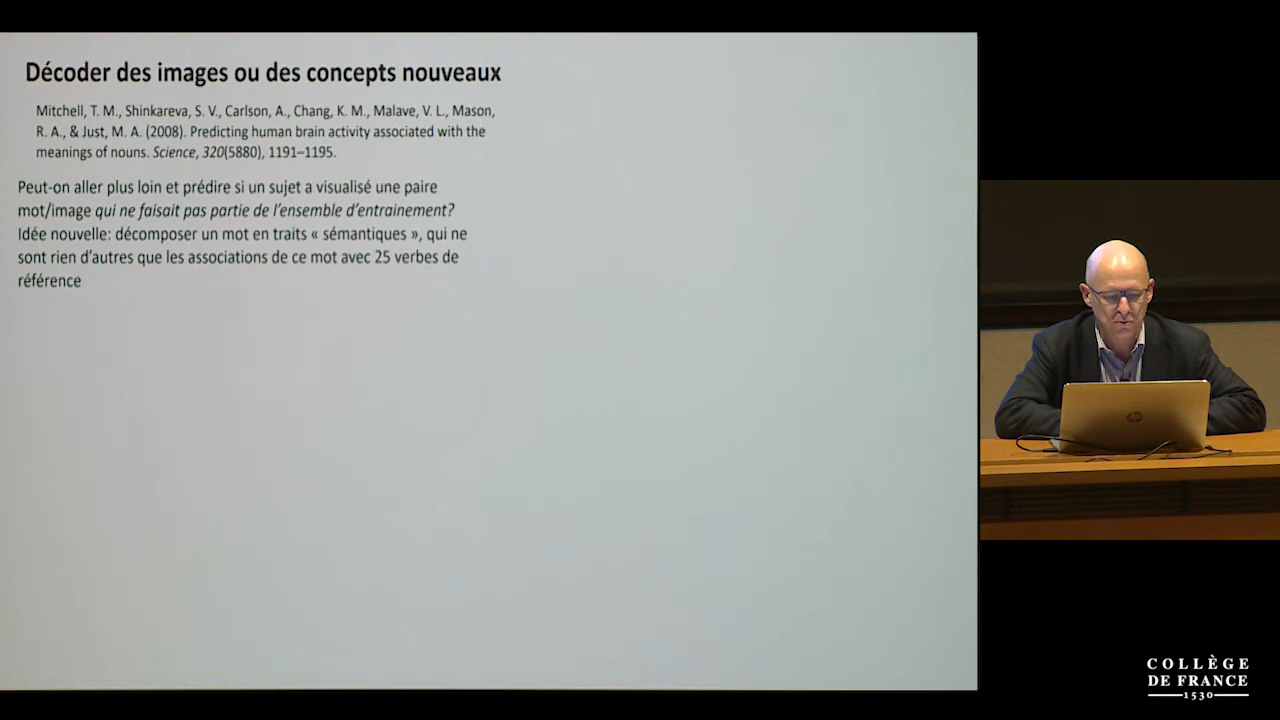 Décoder des images ou des concepts nouveaux
Mitchell, T. M., Shinkareva, S. V., Carlson, A., Chang, K. M., Malave, V. L., Mason,
R. A., & Just, M. A. (2008). Predicting human brain activity associated with the
meanings of nouns. Science, 320(5880), 1191–1195.
Peut-on aller plus loin et prédire si un sujet a visualisé une paire
mot/image qui ne faisait pas partie de l'ensemble d'entrainement?
Idée nouvelle: décomposer un mot en traits « sémantiques », qui ne
sont rien d'autres que les associations de ce mot avec 25 verbes de
référence
hp
COLLÈGE
DE FRANCE
1530